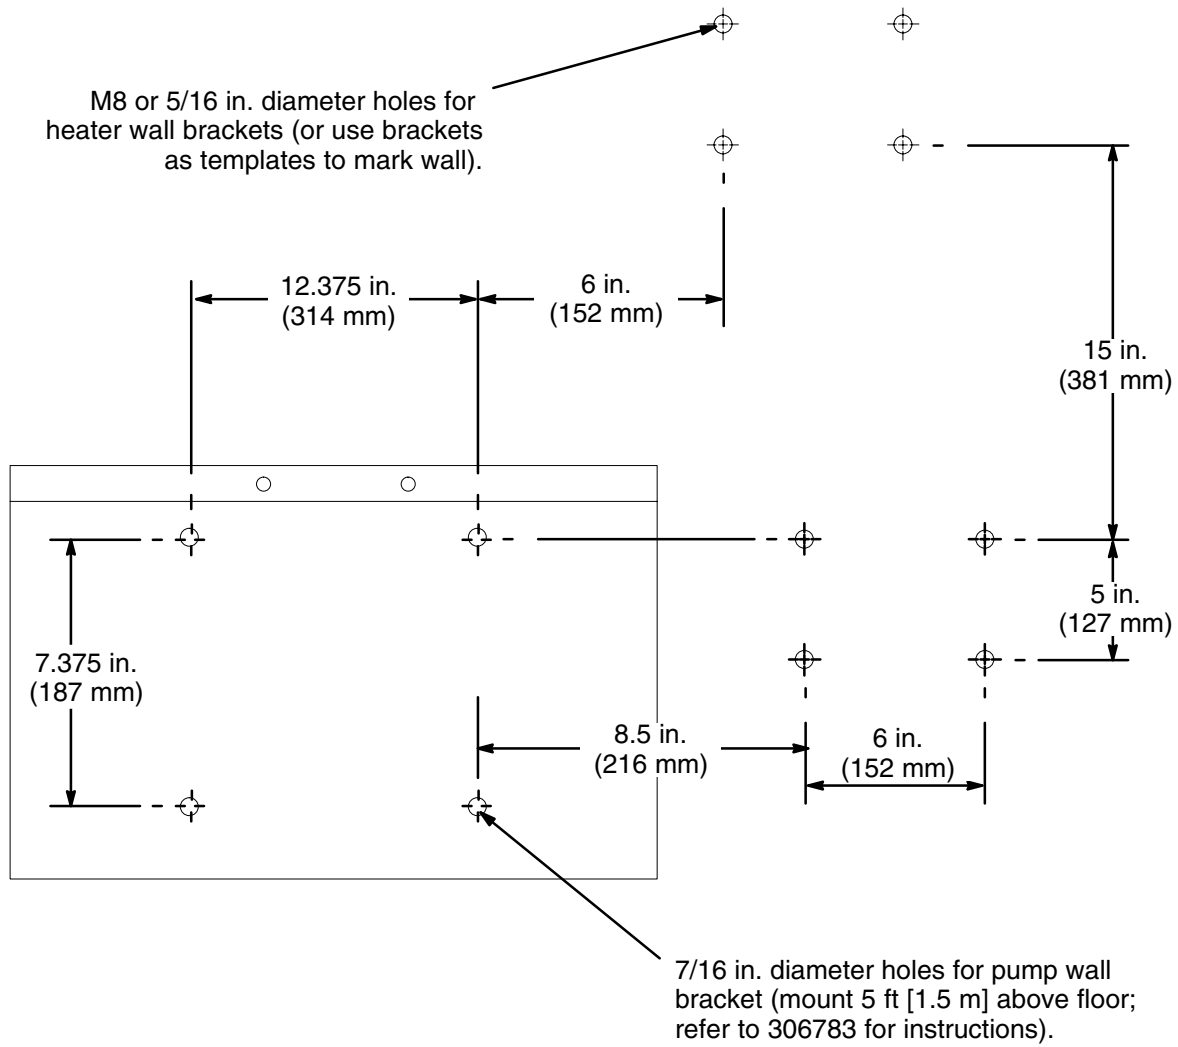 M8 or 5/16 in. diameter holes for
heater wall brackets (or use brackets
as templates to mark wall).
12.375 in.
(314 mm)
6 in.
(152 mm)
15 in.
(381 mm)
5 in.
(127 mm)
7.375 in.
(187 mm)
8.5 in.
(216 mm)
6 in.
(152 mm)
7/16 in. diameter holes for pump wall
bracket (mount 5 ft [1.5 m] above floor;
refer to 306783 for instructions).